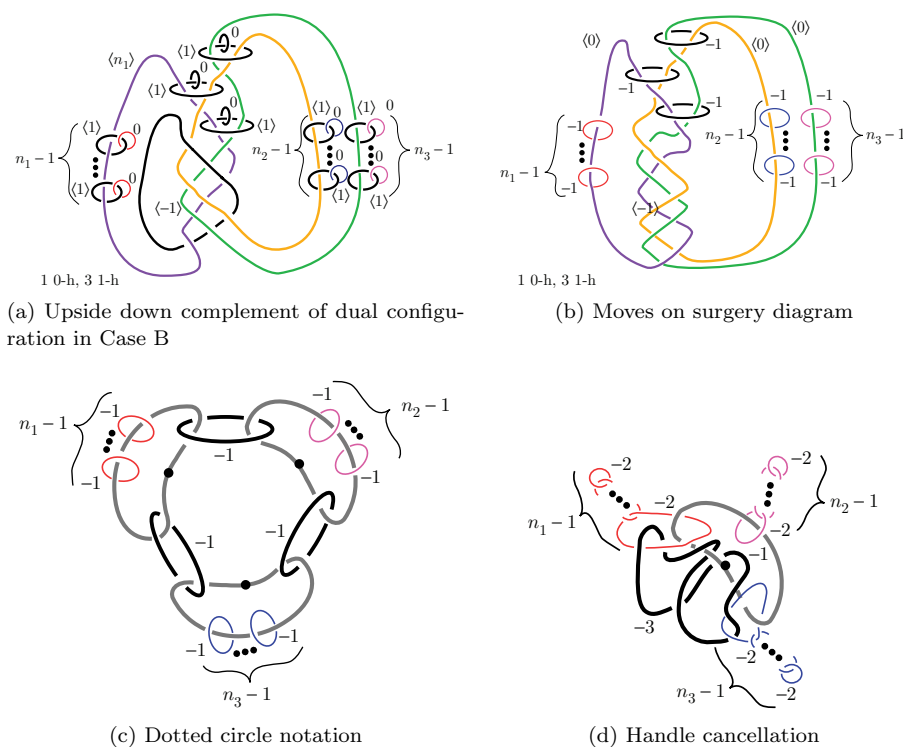 0
⟨1⟩
⟨n₁⟩
0
⟨1⟩
0
⟨1⟩
⟨1⟩
0
n₁ − 1
⟨1⟩
0
⟨1⟩ 0 ⟨1⟩ 0
n₂ − 1
n₃ − 1
0 0
⟨1⟩ ⟨1⟩
⟨−1⟩
1 0-h, 3 1-h
(a) Upside down complement of dual configuration in Case B
⟨0⟩
−1
⟨0⟩
⟨0⟩
−1
−1
−1
−1
−1
n₁ − 1
−1
n₂ − 1
−1
−1
n₃ − 1
⟨−1⟩
1 0-h, 3 1-h
(b) Moves on surgery diagram
n₁ − 1
−1
−1
−1
−1
−1
n₂ − 1
−1
−1
−1
−1
n₃ − 1
(c) Dotted circle notation
−2
−2
n₁ − 1
−2
−2
n₂ − 1
−1
−3
−2
n₃ − 1
−2
(d) Handle cancellation